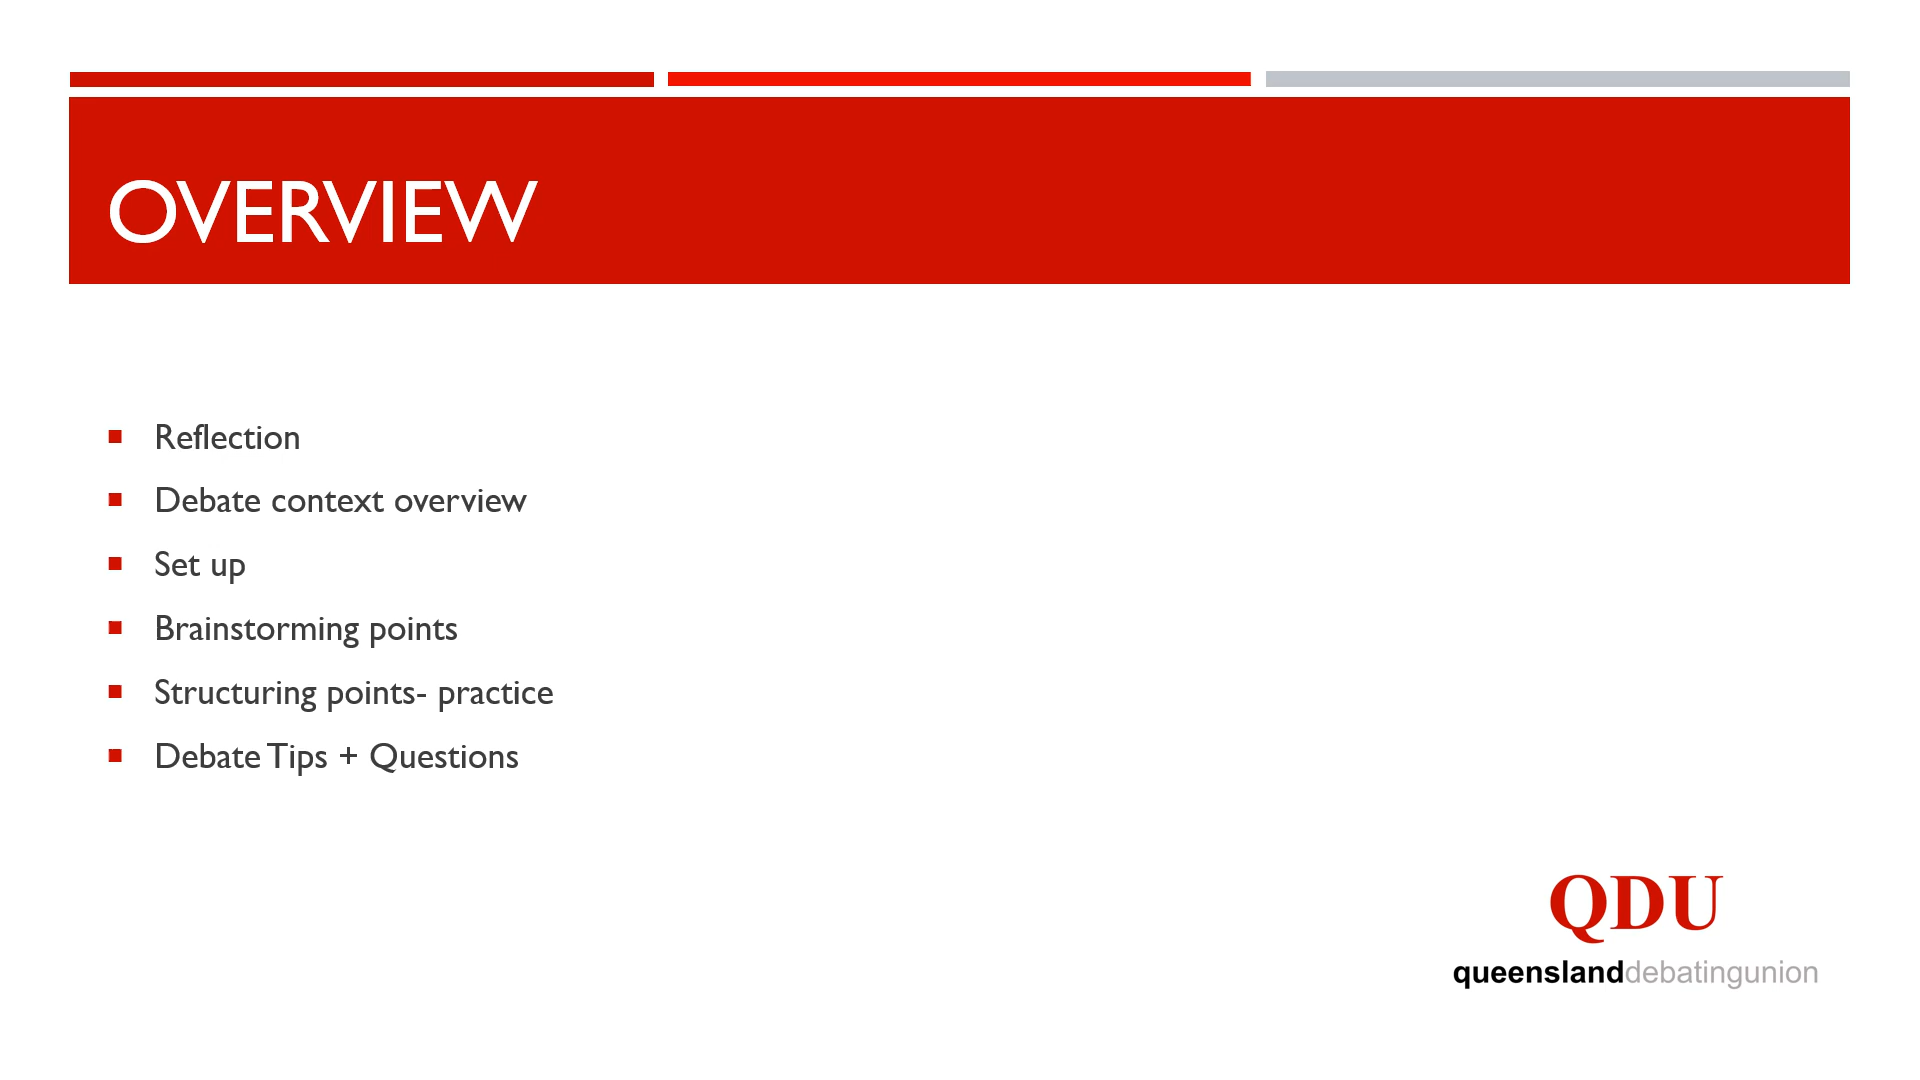 OVERVIEW
Reflection
Debate context overview
Set up
Brainstorming points
Structuring points- practice
Debate Tips + Questions
QDU
queenslanddebatingunion